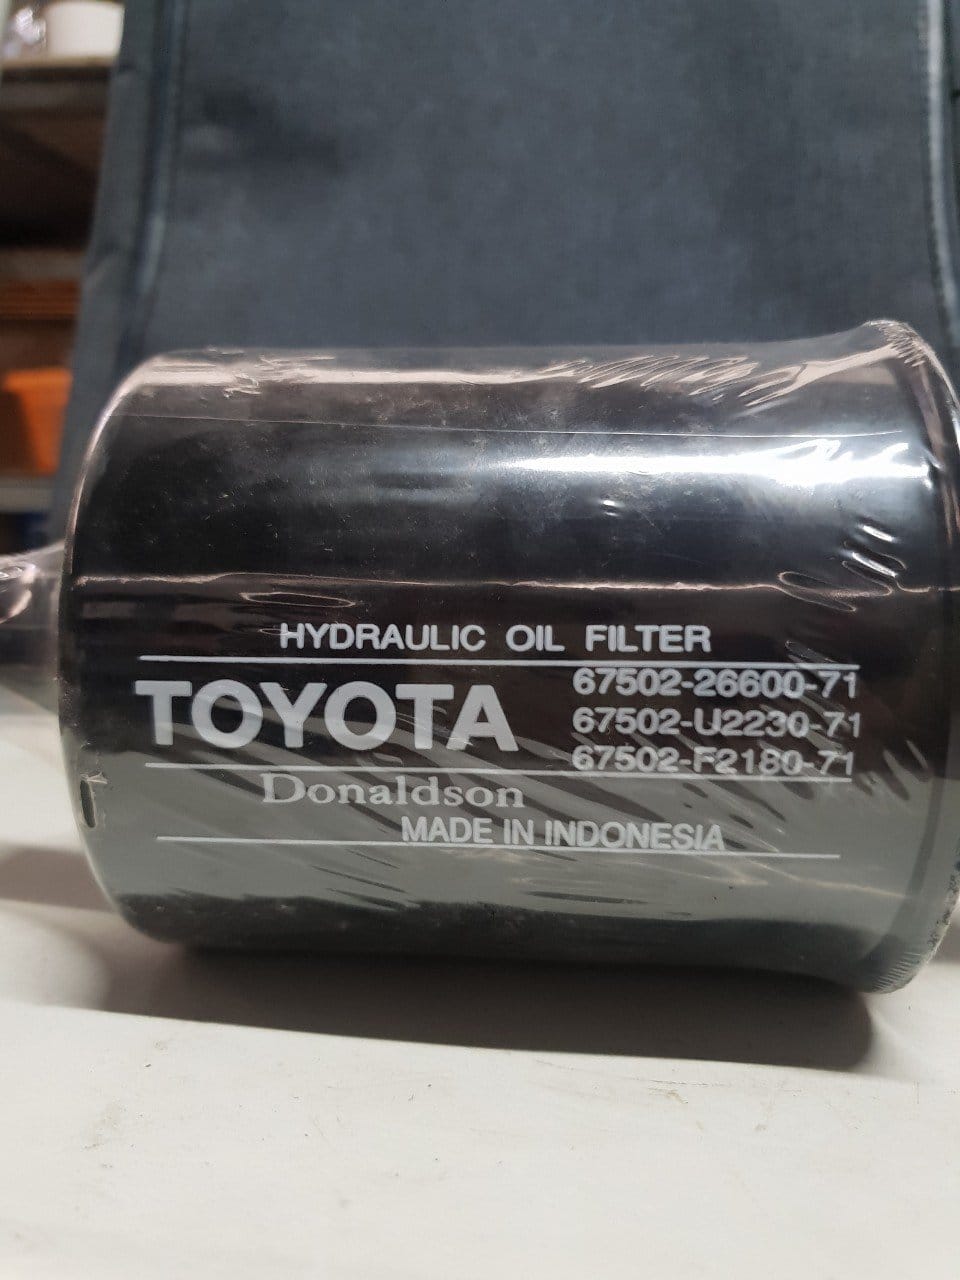 HYDRAULIC OIL FILTER
TOYOTA
67502-26600-71
67502-U2230-71
67502-F2180-71
Donaldson
MADE IN INDONESIA